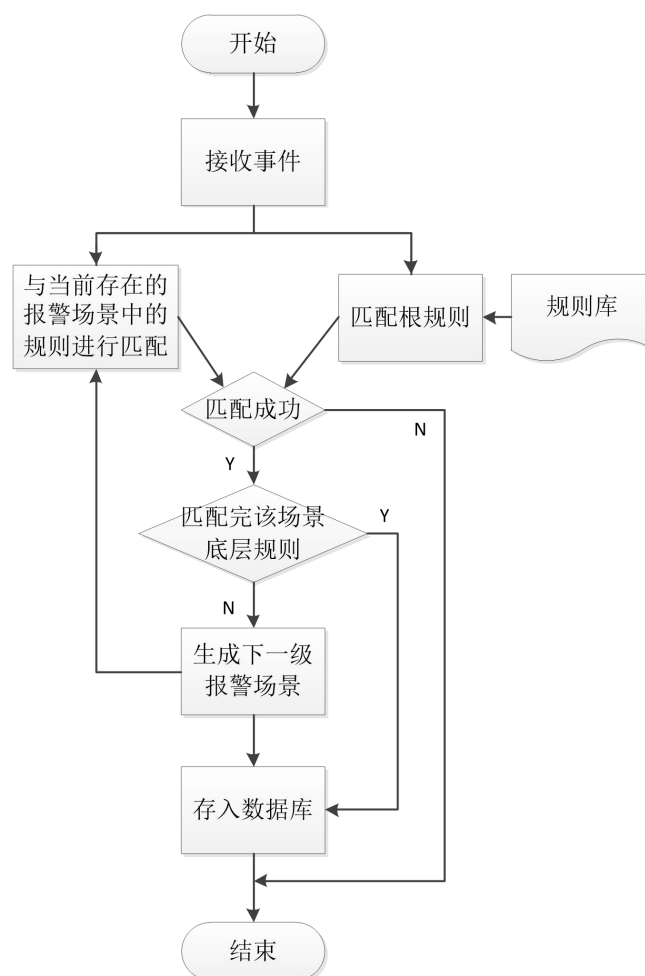 开始
接收事件
与当前存在的
报警场景中的
规则进行匹配
匹配根规则
规则库
匹配成功
N
Y
匹配完该场景
底层规则
Y
N
生成下一级
报警场景
存入数据库
结束